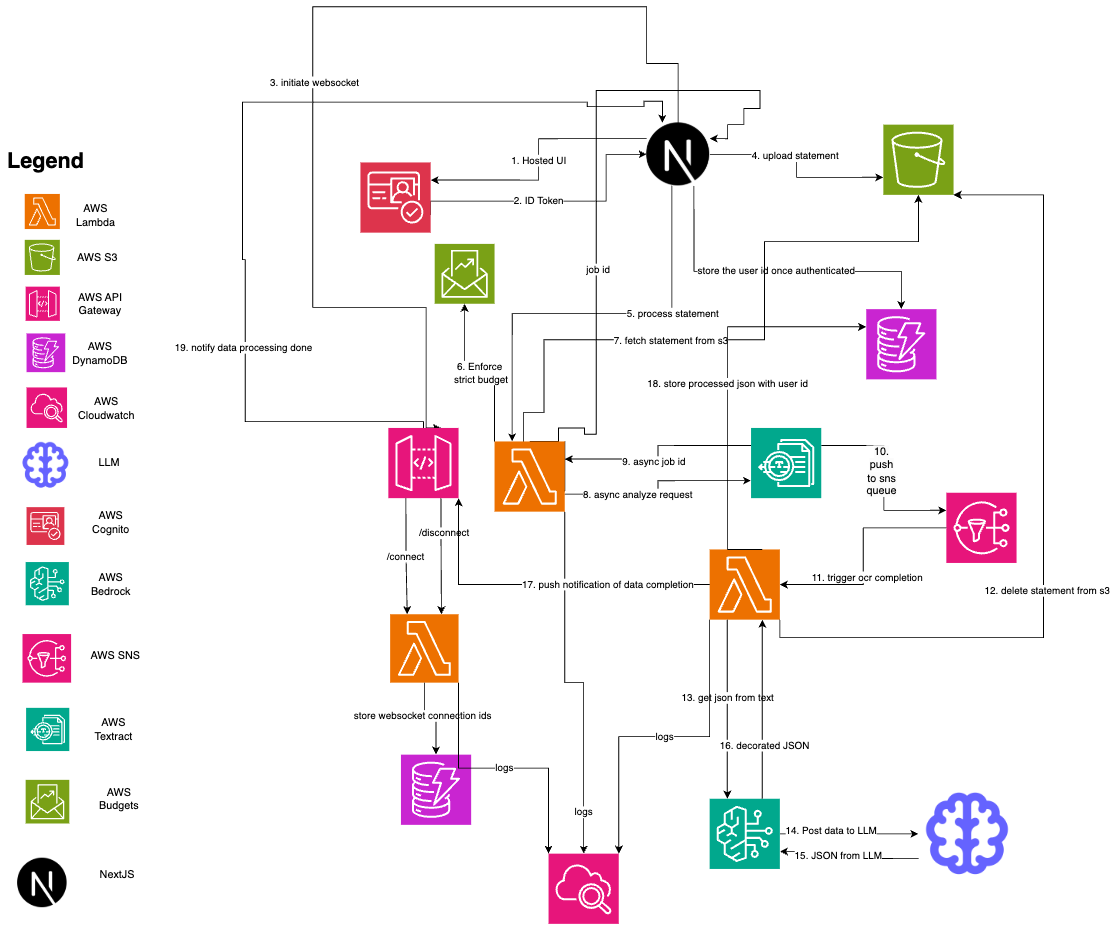 3. initiate websocket
Legend
1. Hosted UI
4. upload statement
2. ID Token
AWS
Lambda
AWS S3
job id
store the user id once authenticated
AWS API
Gateway
5. process statement
7. fetch statement from s3
19. notify data processing done
AWS
DynamoDB
6. Enforce
strict budget
18. store processed json with user id
AWS
Cloudwatch
LLM
9. async job id
10.
push
to sns
queue
8. async analyze request
AWS
Cognito
/disconnect
/connect
AWS
Bedrock
17. push notification of data completion
11. trigger ocr completion
12. delete statement from s3
AWS SNS
13. get json from text
store websocket connection ids
AWS
Textract
logs
16. decorated JSON
logs
AWS
Budgets
logs
14. Post data to LLM
15. JSON from LLM
NextJS